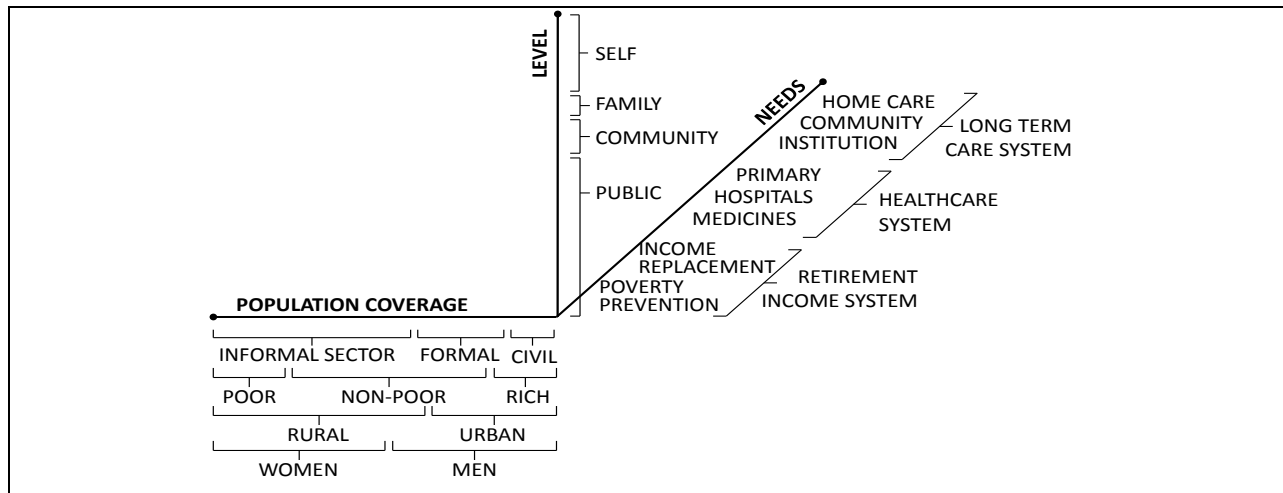 LEVEL
SELF
FAMILY
COMMUNITY
PUBLIC
NEEDS
HOME CARE
COMMUNITY
INSTITUTION
LONG TERM
CARE SYSTEM
PRIMARY
HOSPITALS
MEDICINES
HEALTHCARE
SYSTEM
INCOME
REPLACEMENT
POVERTY
PREVENTION
RETIREMENT
INCOME SYSTEM
POPULATION COVERAGE
INFORMAL SECTOR FORMAL CIVIL
POOR NON-POOR RICH
RURAL URBAN
WOMEN MEN